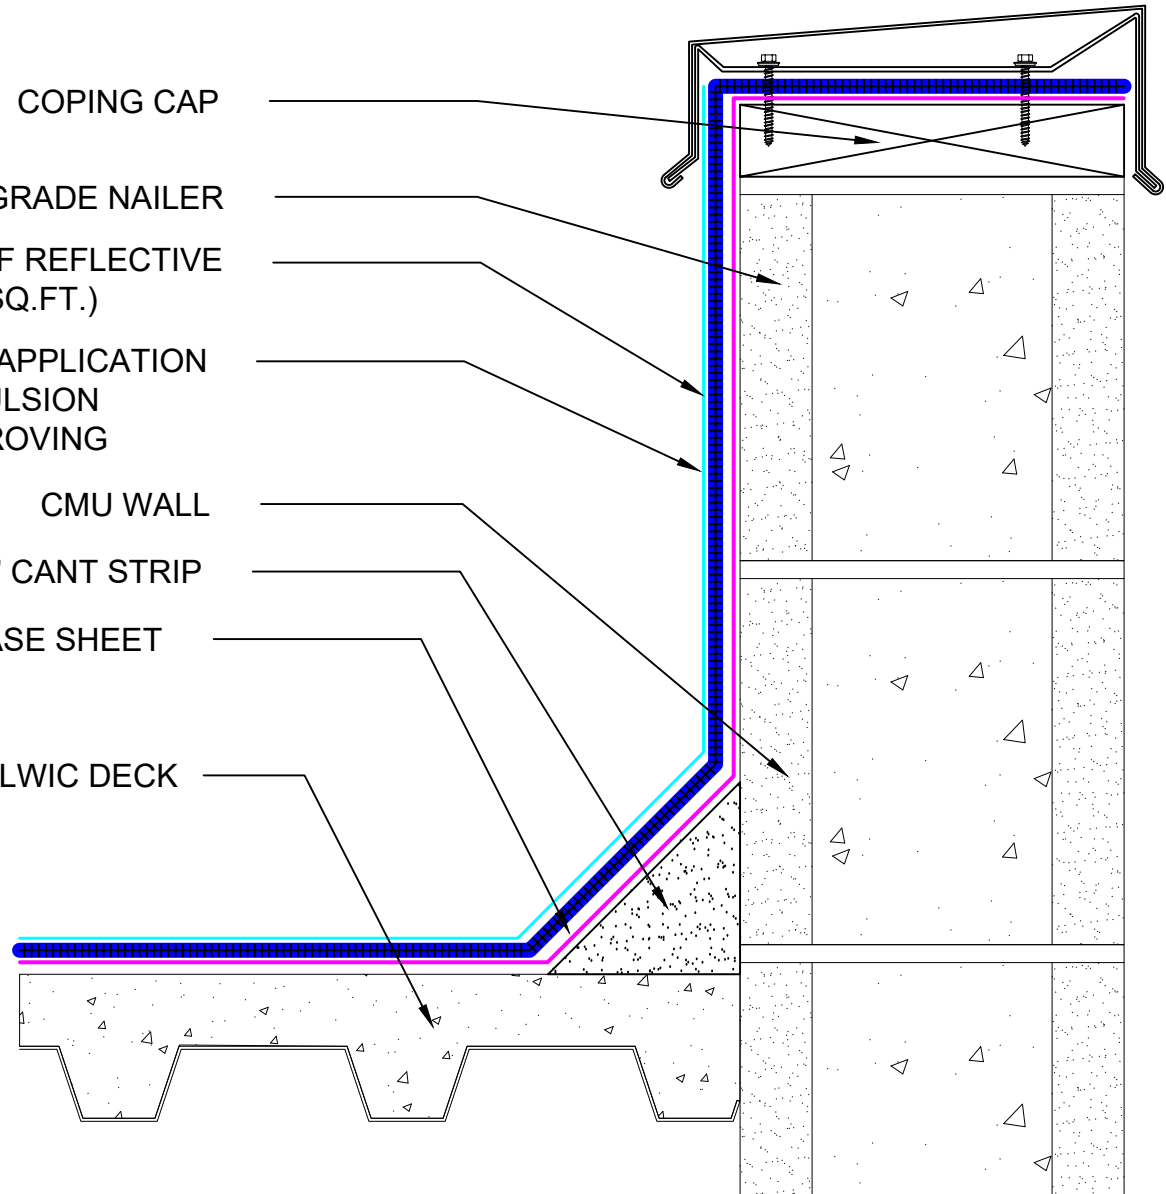 COPING CAP
GRADE NAILER
F REFLECTIVE
SQ.FT.)
APPLICATION
ULSION
ROVING
CMU WALL
" CANT STRIP
ASE SHEET
LWIC DECK